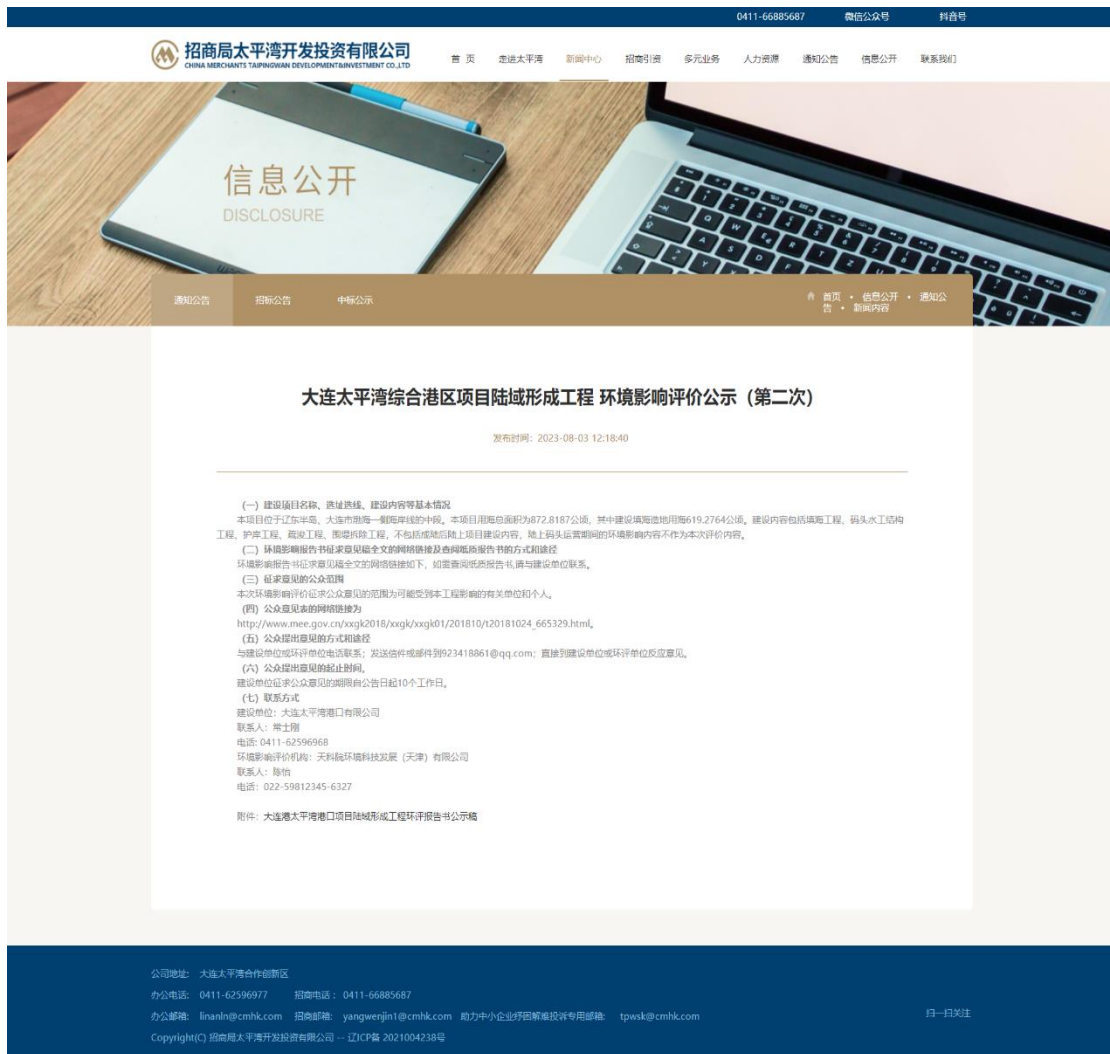 0411-66885687 微信公众号 抖音号
招商局太平湾开发投资有限公司
CHINA MERCHANTS TAIPINGWAN DEVELOPMENT&INVESTMENT CO.,LTD
首 页 走进太平湾 新闻中心 招商引资 多元业务 人力资源 通知公告 信息公开 联系我们
信息公开
DISCLOSURE
通知公告 招标公告 中标公示
首页 • 信息公开 • 通知公
告 • 新闻内容
大连太平湾综合港区项目陆域形成工程 环境影响评价公示（第二次）
发布时间：2023-08-03 12:18:40
（一）建设项目名称、选址选线、建设内容等基本情况
本项目位于辽东半岛、大连市渤海一侧海岸线的中段。本项目用海总面积为872.8187公顷，其中建设填海造地用海619.2764公顷。建设内容包括填海工程、码头水工结构
工程、护岸工程、疏浚工程、围堰拆除工程，不包括成陆后陆上项目建设内容，陆上码头运营期间的环境影响内容不作为本次评价内容。
（二）环境影响报告书征求意见稿全文的网络链接及查阅纸质报告书的方式和途径
环境影响报告书征求意见稿全文的网络链接如下，如需查阅纸质报告书,请与建设单位联系。
（三）征求意见的公众范围
本次环境影响评价征求公众意见的范围为可能受到本工程影响的有关单位和个人。
（四）公众意见表的网络链接为
http://www.mee.gov.cn/xxgk2018/xxgk/xxgk01/201810/t20181024_665329.html。
（五）公众提出意见的方式和途径
与建设单位或环评单位电话联系；发送信件或邮件到923418861@qq.com；直接到建设单位或环评单位反应意见。
（六）公众提出意见的起止时间。
建设单位征求公众意见的期限自公告日起10个工作日。
（七）联系方式
建设单位：大连太平湾港口有限公司
联系人：常士刚
电话: 0411-62596968
环境影响评价机构：天科院环境科技发展（天津）有限公司
联系人：陈怡
电话：022-59812345-6327
附件：大连港太平湾港口项目陆域形成工程环评报告书公示稿
公司地址: 大连太平湾合作创新区
办公电话: 0411-62596977 招商电话：0411-66885687
办公邮箱: linanln@cmhk.com 招商邮箱: yangwenjin1@cmhk.com 助力中小企业纾困解难投诉专用邮箱: tpwsk@cmhk.com
扫一扫关注
Copyright(C) 招商局太平湾开发投资有限公司 -- 辽ICP备 2021004238号